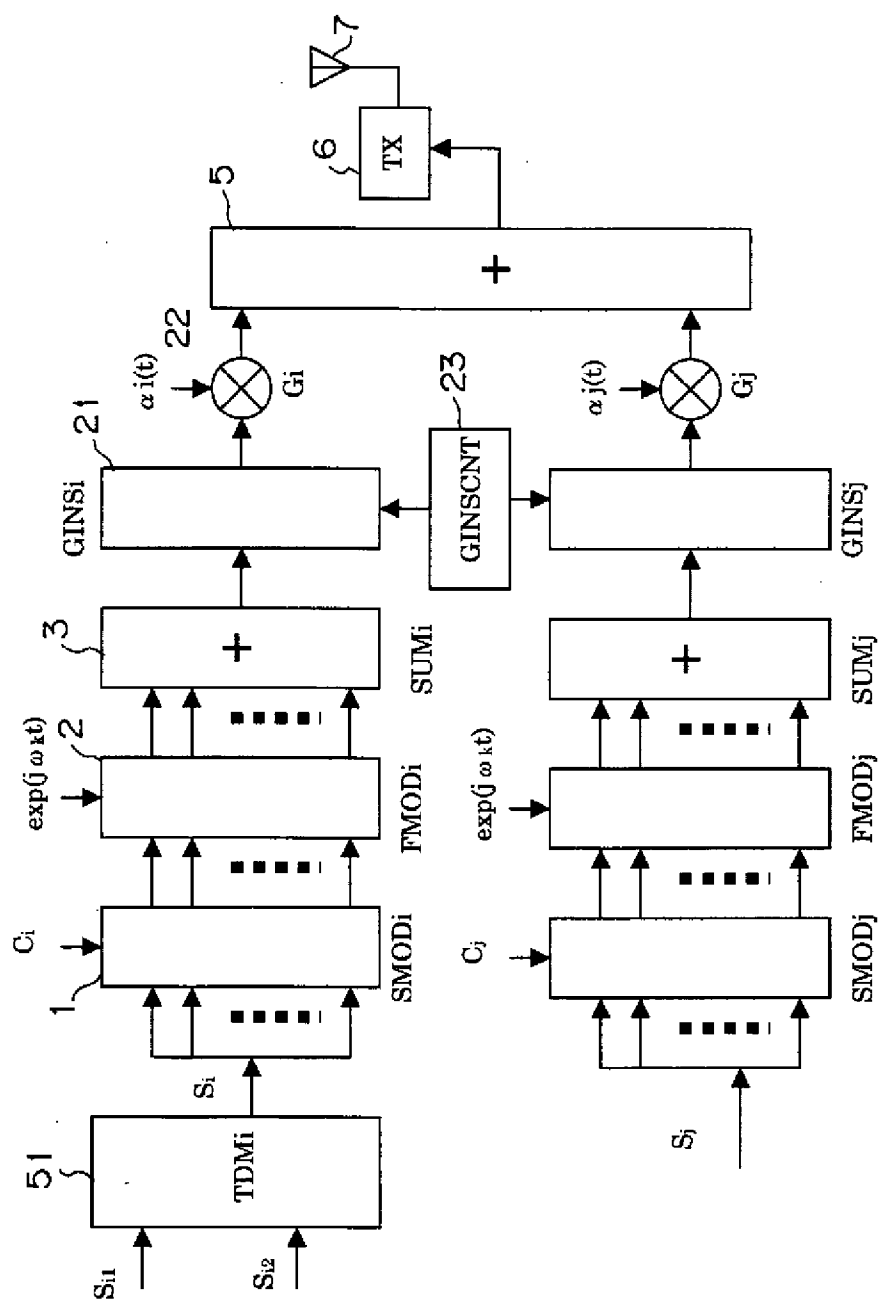 7
6
TX
5
22
αi(t)
Gi
αj(t)
Gj
21
GINSi
23
GINSCNT
GINSj
3
+
SUMi
+
SUMj
+
exp(jωkt)
2
FMODi
exp(jωkt)
FMODj
Ci
1
SMODi
Cj
SMODj
Si
Sj
51
TDMi
Si1
Si2